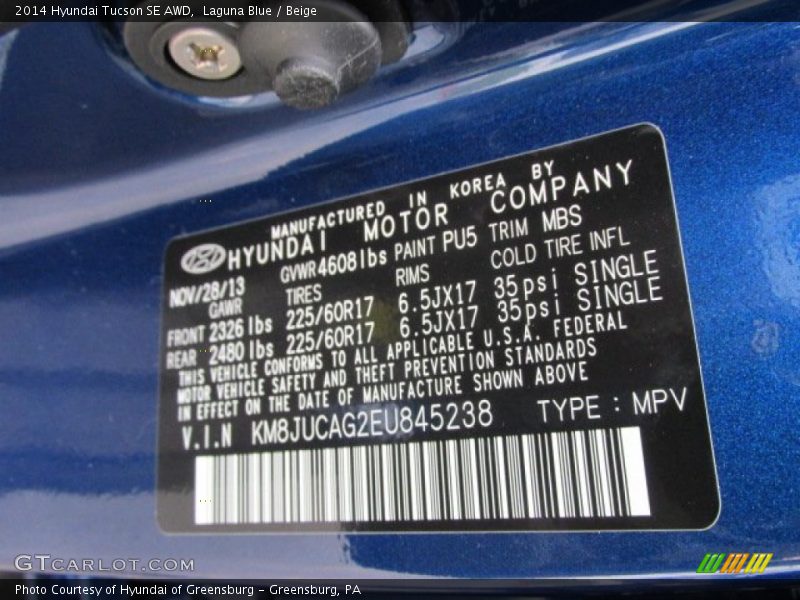 2014 Hyundai Tucson SE AWD,  Laguna Blue / Beige
MANUFACTURED IN KOREA BY
HYUNDAI MOTOR COMPANY
NOV/28/13 GVWR 4608 lbs PAINT PU5 TRIM MBS
GAWR TIRES RIMS COLD TIRE INFL
FRONT 2326 lbs 225/60R17 6.5JX17 35psi SINGLE
REAR 2480 lbs 225/60R17 6.5JX17 35psi SINGLE
THIS VEHICLE CONFORMS TO ALL APPLICABLE U.S.A. FEDERAL
MOTOR VEHICLE SAFETY AND THEFT PREVENTION STANDARDS
IN EFFECT ON THE DATE OF MANUFACTURE SHOWN ABOVE
V.I.N KM8JUCAG2EU845238 TYPE : MPV
GTCARLOT.COM
Photo Courtesy of Hyundai of Greensburg - Greensburg, PA